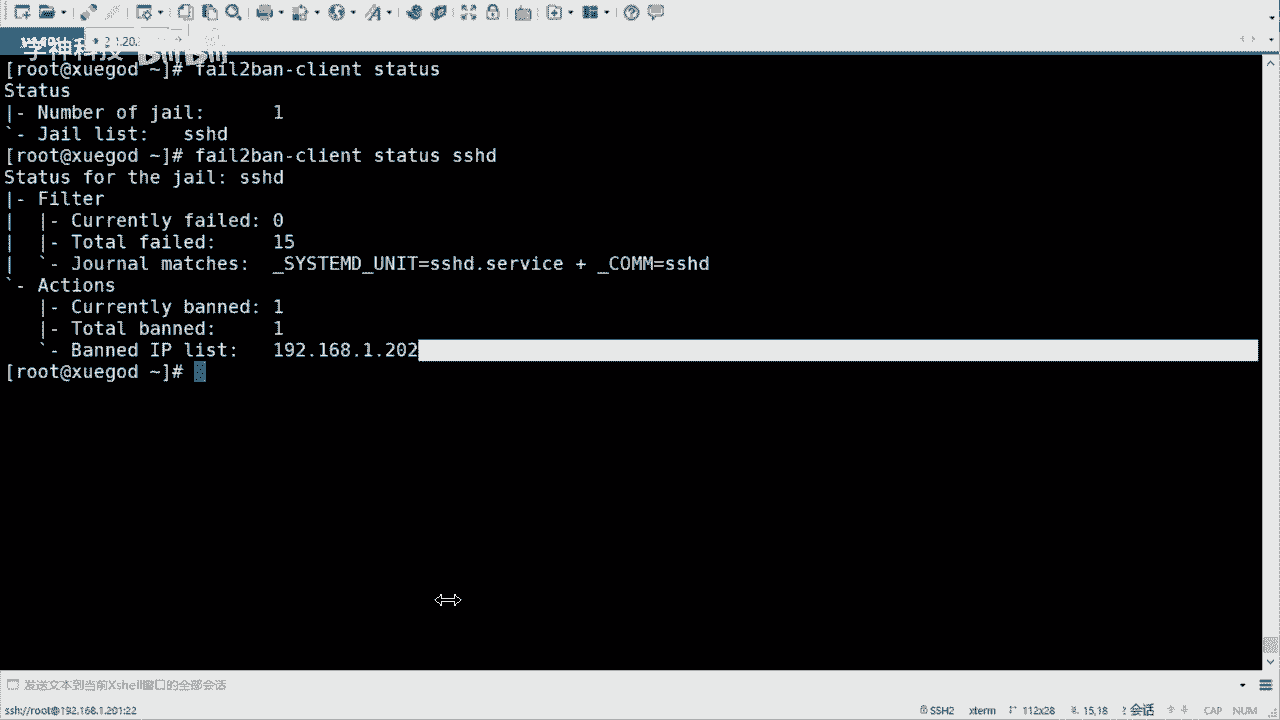 学神科技 bilibili
[root@xuegod ~]# fail2ban-client status
Status
|- Number of jail:      1
`- Jail list:   sshd
[root@xuegod ~]# fail2ban-client status sshd
Status for the jail: sshd
|- Filter
|  |- Currently failed: 0
|  |- Total failed:     15
|  `- Journal matches:  _SYSTEMD_UNIT=sshd.service + _COMM=sshd
`- Actions
   |- Currently banned: 1
   |- Total banned:     1
   `- Banned IP list:   192.168.1.202
[root@xuegod ~]#
发送文本到当前Xshell窗口的全部会话
ssh://root@192.168.1.201:22 SSH2 xterm 112x28 15,18 会话 CAP NUM